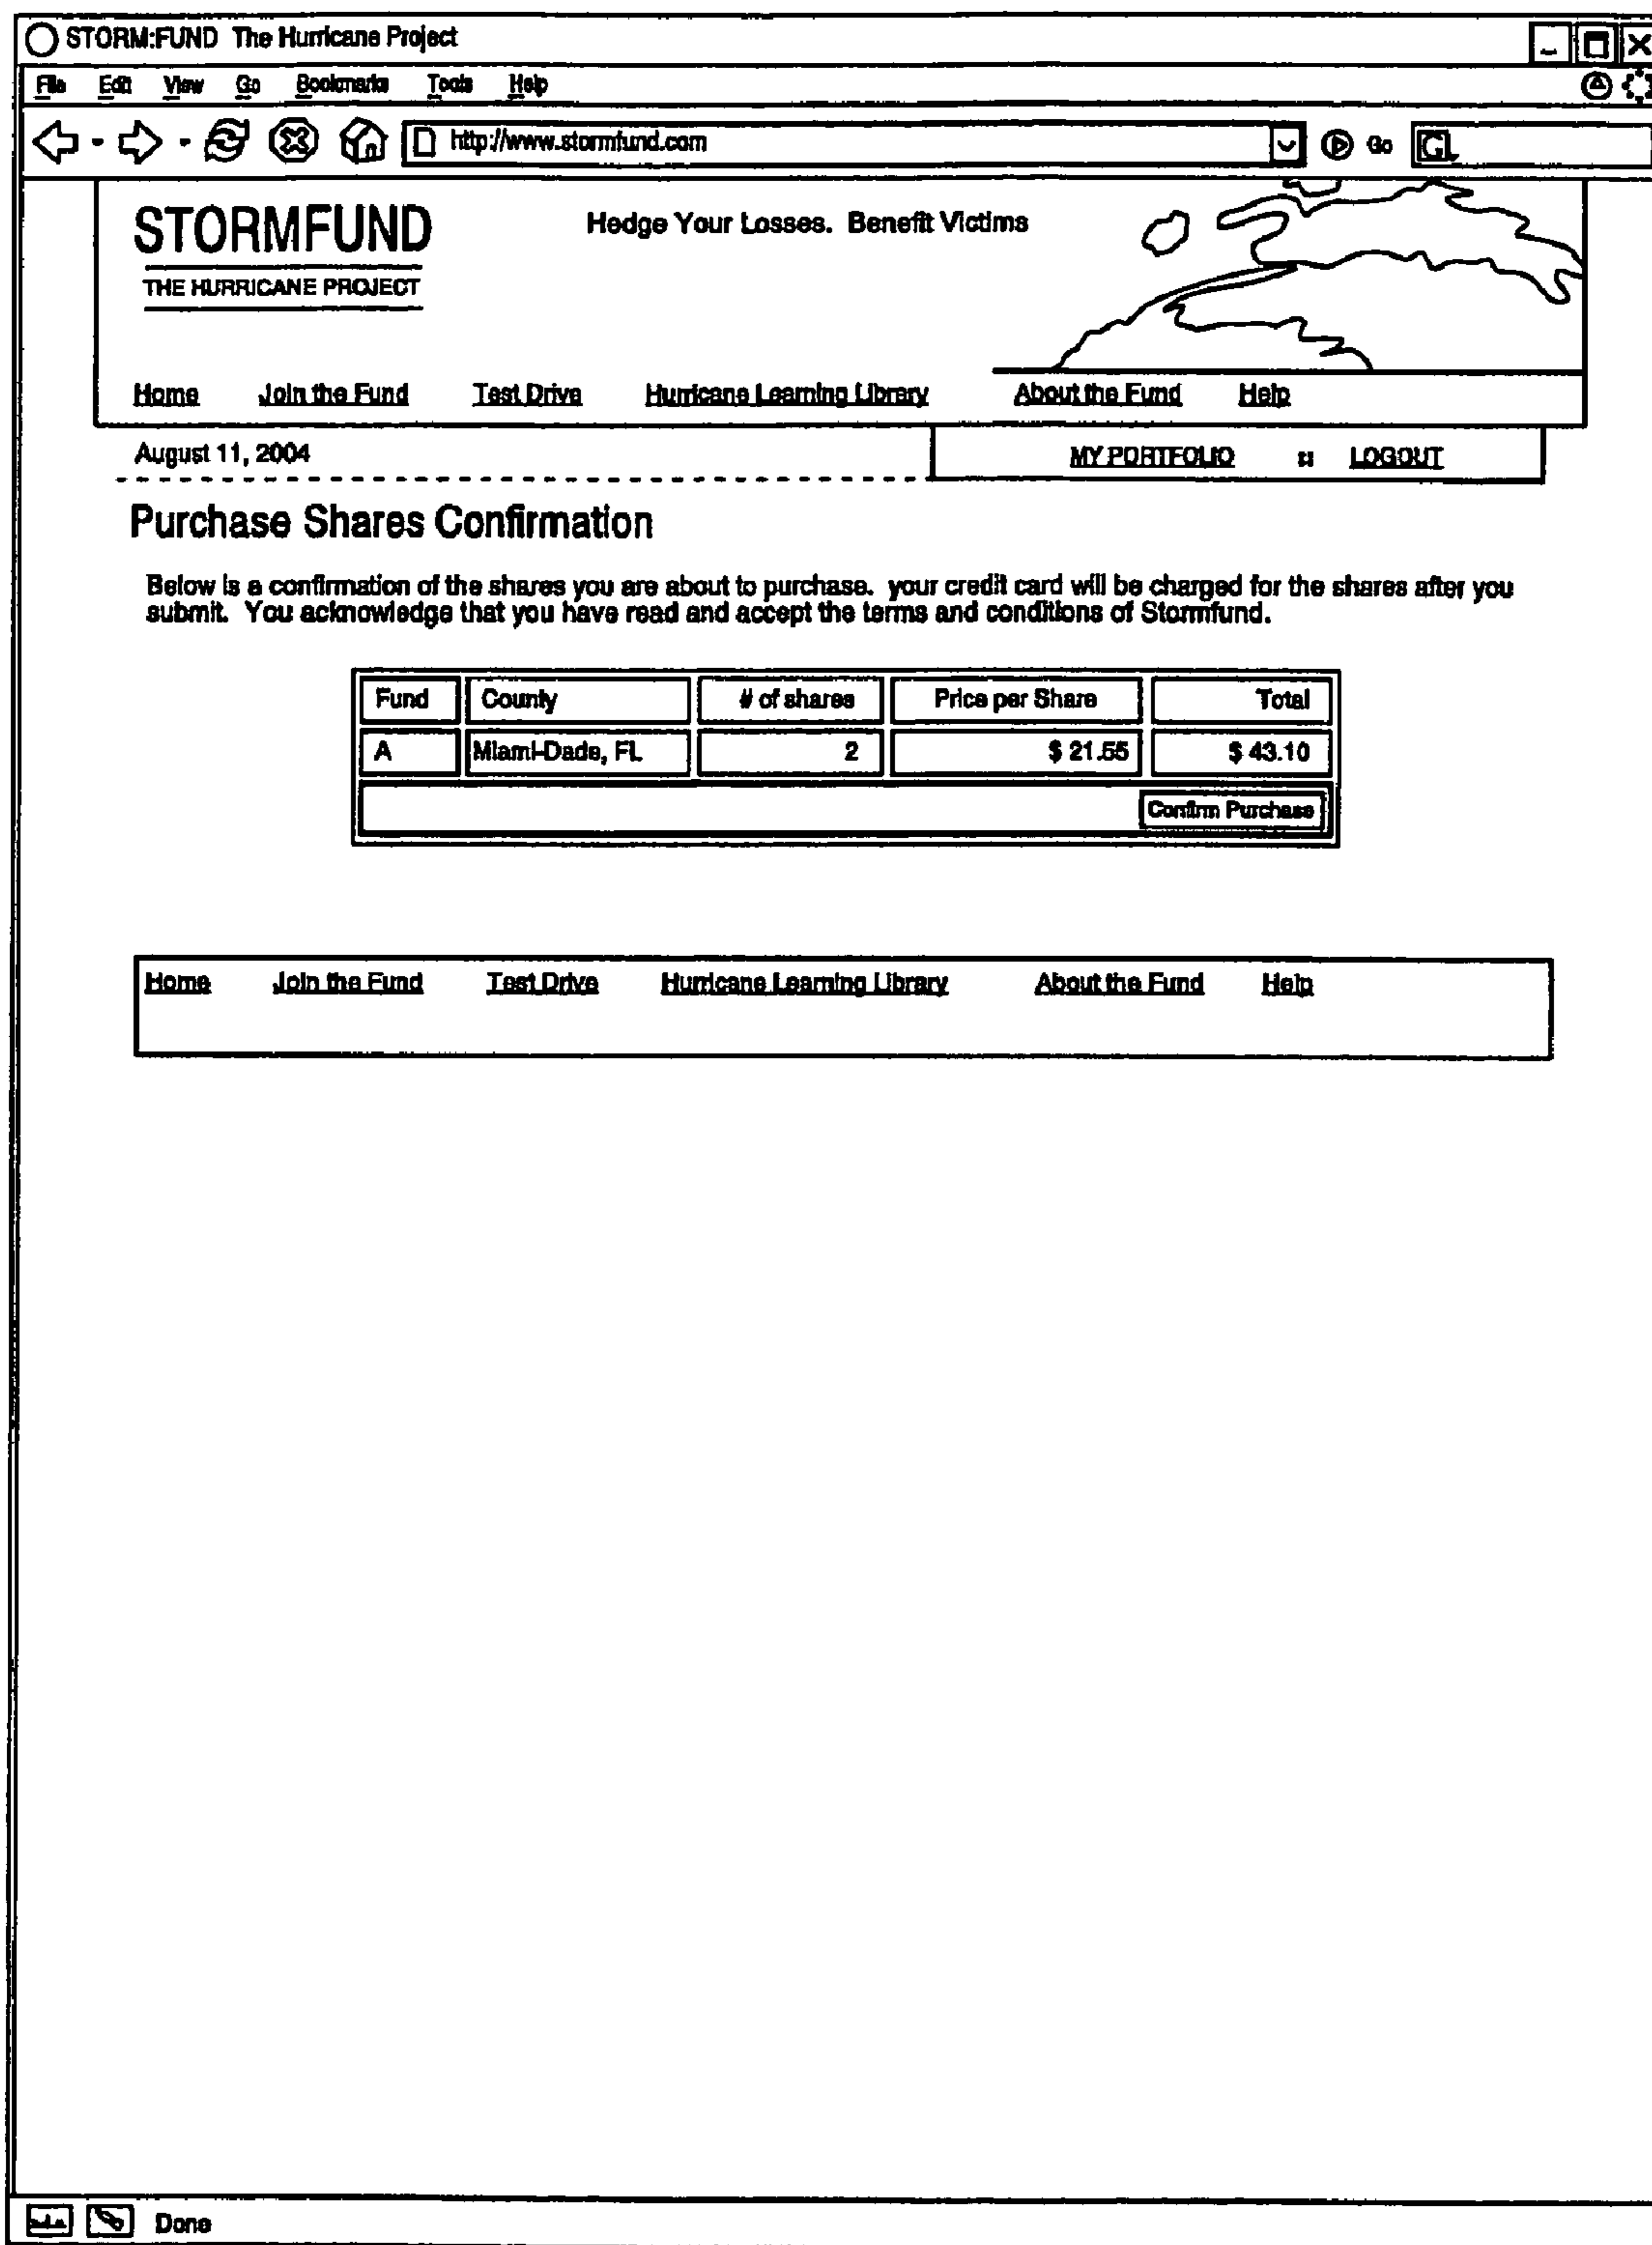 STORM:FUND The Hurricane Project
File Edit View Go Bookmarks Tools Help
http://www.stormfund.com Go G
STORMFUND
Hedge Your Losses. Benefit Victims
THE HURRICANE PROJECT
Home Join the Fund Test Drive Hurricane Learning Library About the Fund Help
August 11, 2004 MY PORTFOLIO :: LOGOUT
Purchase Shares Confirmation
Below is a confirmation of the shares you are about to purchase. your credit card will be charged for the shares after you
submit. You acknowledge that you have read and accept the terms and conditions of Stormfund.
Fund County # of shares Price per Share Total
A Miami-Dade, FL 2 $ 21.55 $ 43.10
Confirm Purchase
Home Join the Fund Test Drive Hurricane Learning Library About the Fund Help
Done